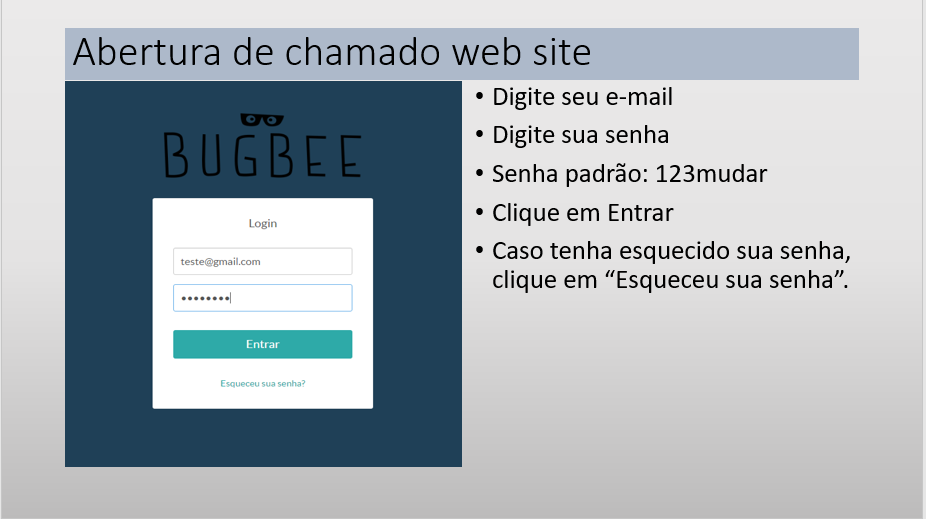 Abertura de chamado web site
BUGBEE
Login
teste@gmail.com
••••••••
Entrar
Esqueceu sua senha?
• Digite seu e-mail
• Digite sua senha
• Senha padrão: 123mudar
• Clique em Entrar
• Caso tenha esquecido sua senha,
clique em “Esqueceu sua senha”.